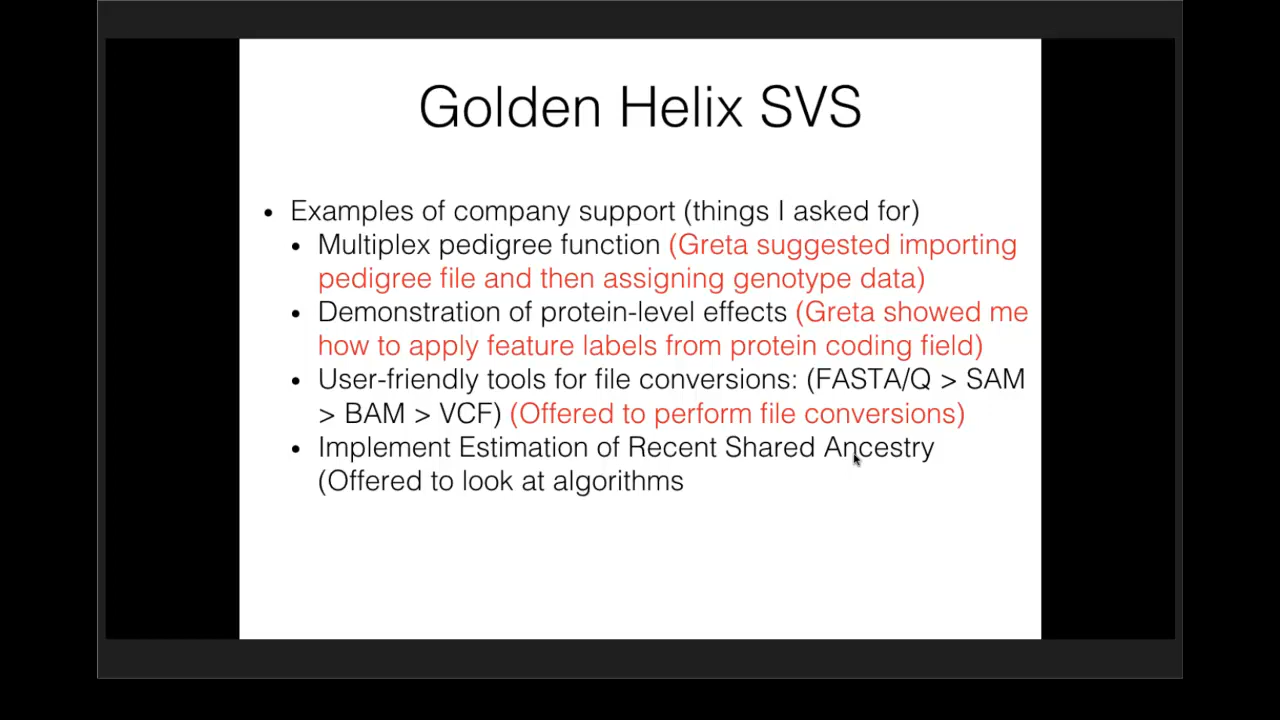 Golden Helix SVS
• Examples of company support (things I asked for)
• Multiplex pedigree function (Greta suggested importing
pedigree file and then assigning genotype data)
• Demonstration of protein-level effects (Greta showed me
how to apply feature labels from protein coding field)
• User-friendly tools for file conversions: (FASTA/Q > SAM
> BAM > VCF) (Offered to perform file conversions)
• Implement Estimation of Recent Shared Ancestry
(Offered to look at algorithms